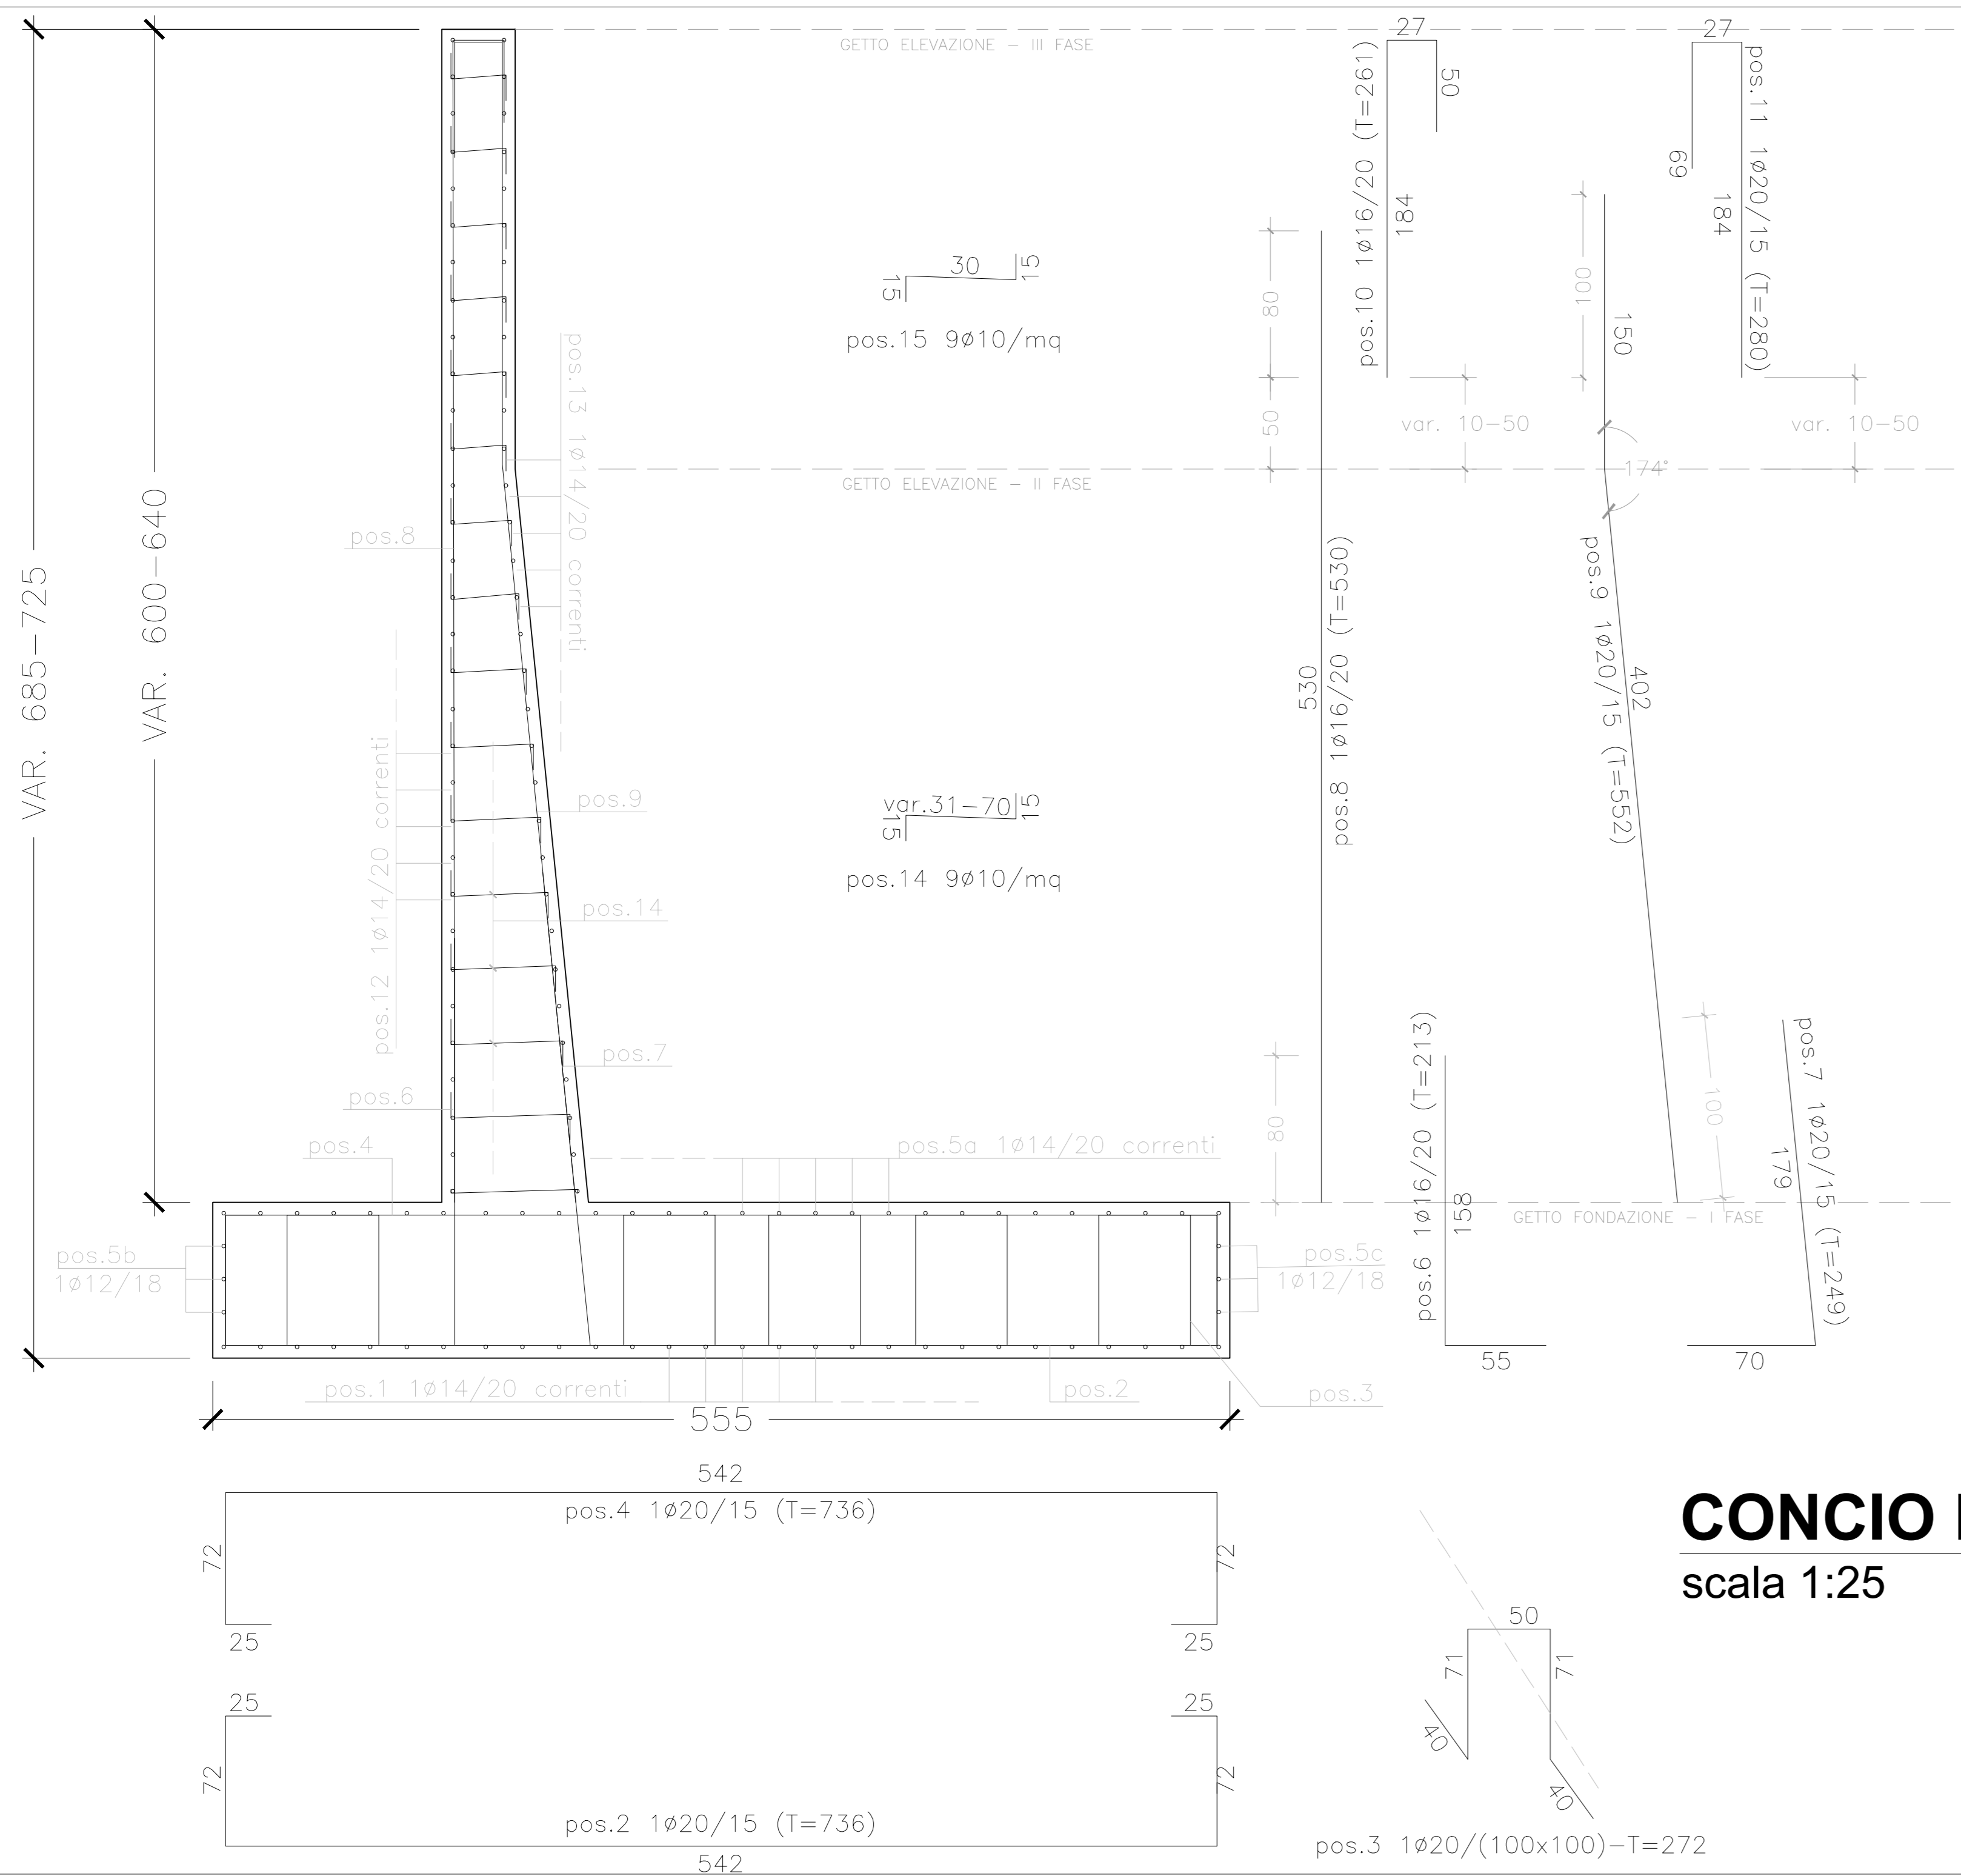 GETTO ELEVAZIONE – III FASE
27
50
pos.10 1ø16/20 (T=261)
184
27
69
184
pos.11 1ø20/15 (T=280)
30
15
15
pos.15 9ø10/mq
80
50
100
150
var. 10–50
var. 10–50
174°
GETTO ELEVAZIONE – II FASE
pos.13 1ø14/20 correnti
pos.8
VAR. 685–725
VAR. 600–640
530
pos.8 1ø16/20 (T=530)
pos.9 1ø20/15 (T=552)
402
pos.12 1ø14/20 correnti
pos.9
var.31–70
15
15
pos.14 9ø10/mq
pos.14
pos.7
pos.6
pos.4
pos.5a 1ø14/20 correnti
80
pos.6 1ø16/20 (T=213)
158
55
100
pos.7 1ø20/15 (T=249)
179
70
GETTO FONDAZIONE – I FASE
pos.5b
1ø12/18
pos.5c
1ø12/18
pos.1 1ø14/20 correnti
pos.2
pos.3
555
542
pos.4 1ø20/15 (T=736)
72
72
25
25
CONCIO
scala 1:25
25
25
72
72
pos.2 1ø20/15 (T=736)
542
50
71
71
40
40
pos.3 1ø20/(100x100)–T=272